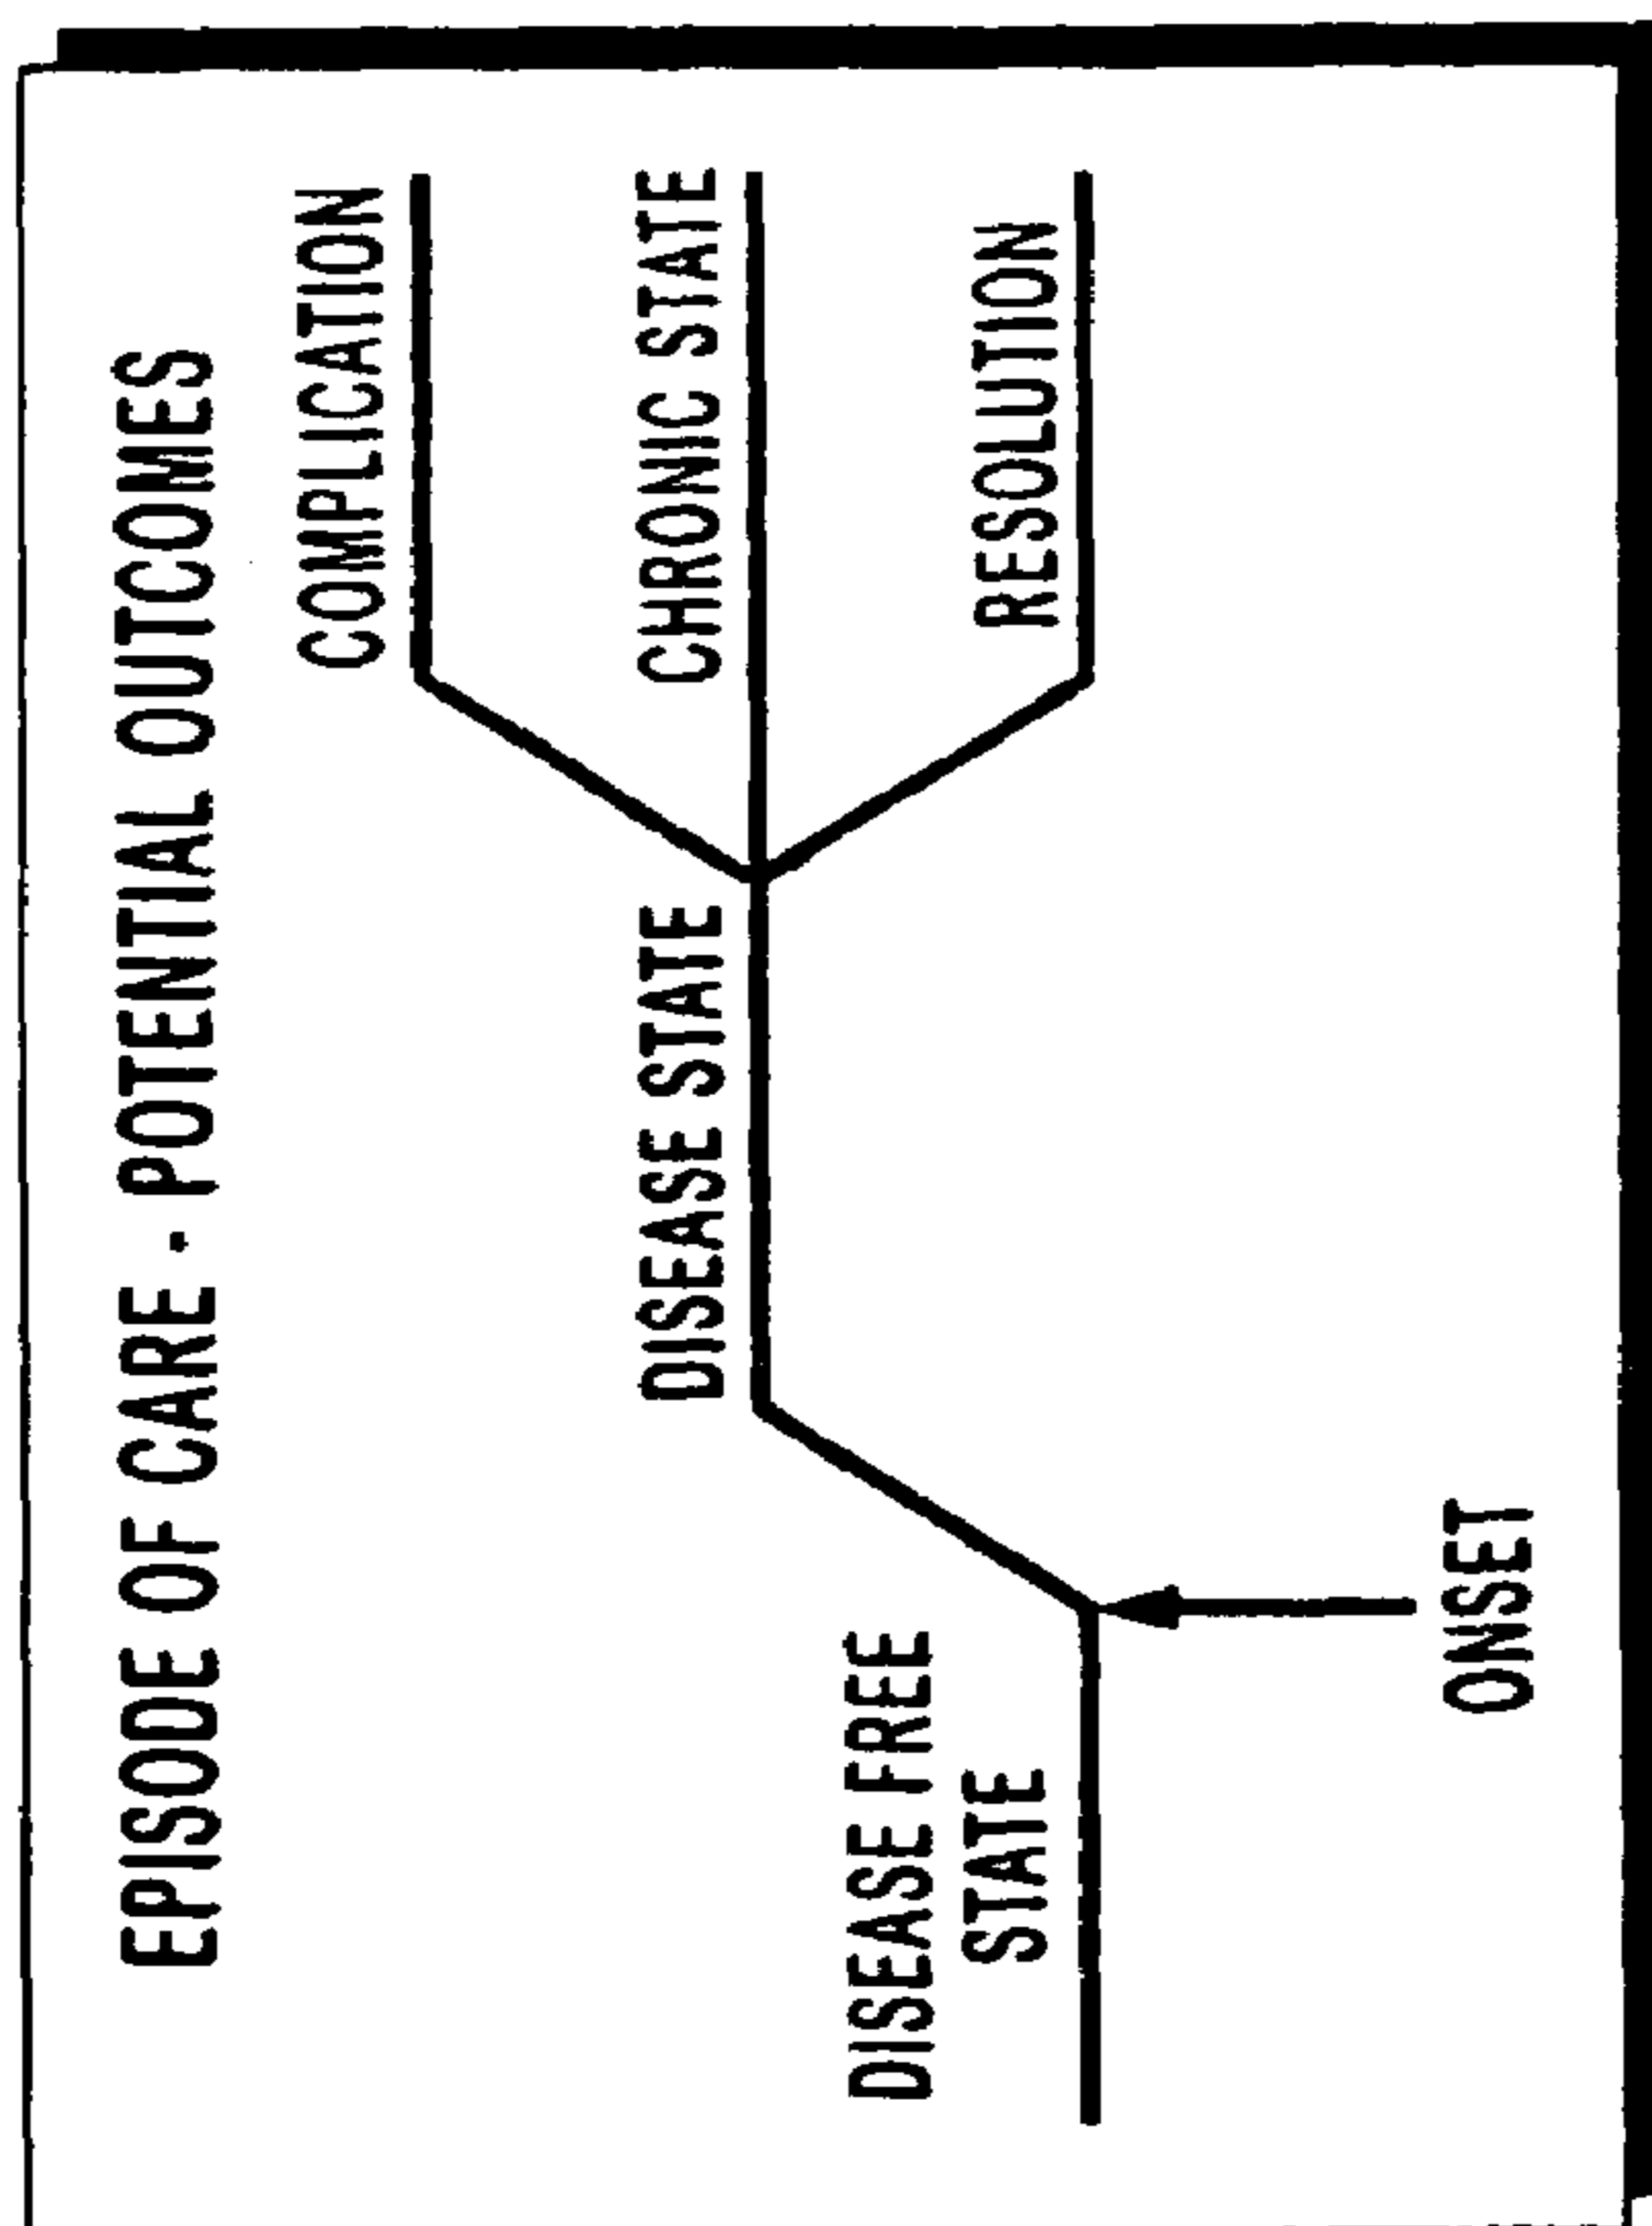 EPISODE OF CARE - POTENTIAL OUTCOMES
COMPLICATION
DISEASE STATE
CHRONIC STATE
DISEASE FREE
STATE
RESOLUTION
ONSET